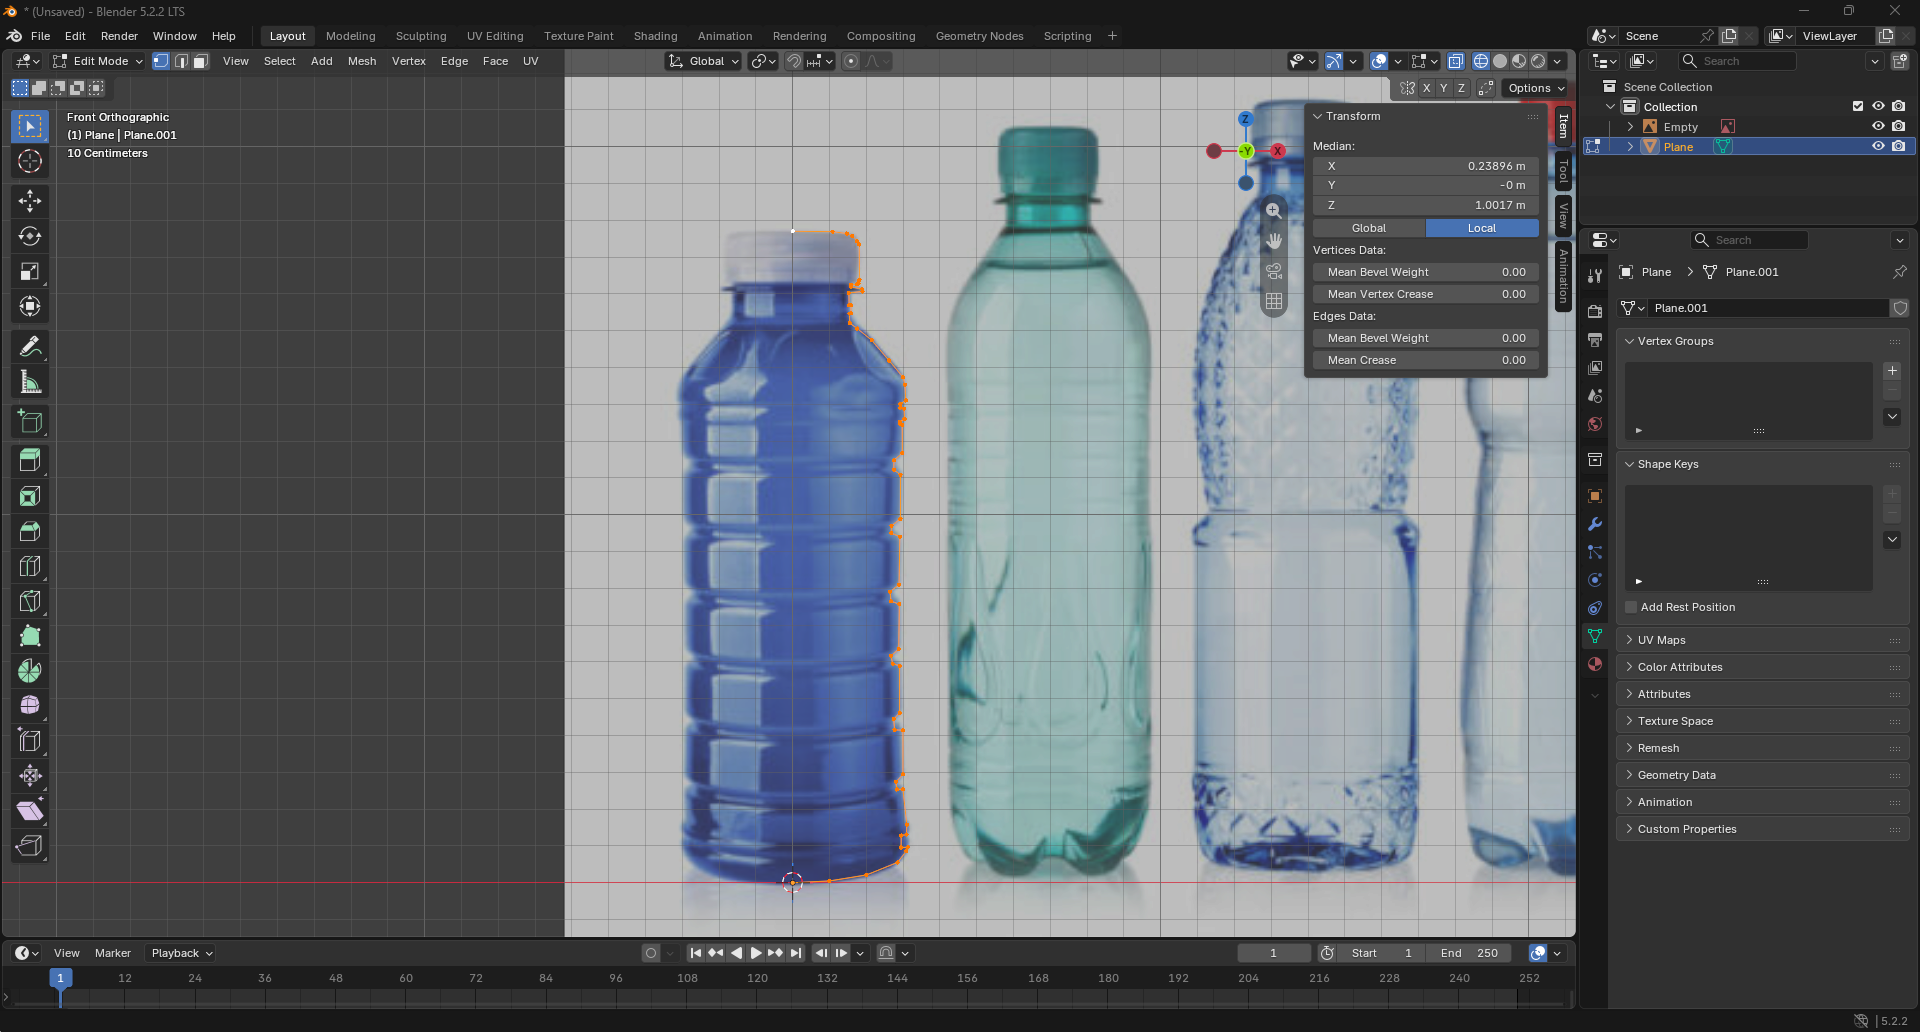 * (Unsaved) - Blender 5.2.2 LTS
File Edit Render Window Help Layout Modeling Sculpting UV Editing Texture Paint Shading Animation Rendering Compositing Geometry Nodes Scripting + Scene ViewLayer
Edit Mode View Select Add Mesh Vertex Edge Face UV Global Search
X Y Z Options
Front Orthographic
(1) Plane | Plane.001
10 Centimeters
Z
-Y
X
Transform
Median:
X 0.23896 m
Y -0 m
Z 1.0017 m
Global Local
Vertices Data:
Mean Bevel Weight 0.00
Mean Vertex Crease 0.00
Edges Data:
Mean Bevel Weight 0.00
Mean Crease 0.00
Item
Tool
View
Animation
Scene Collection
Collection
Empty
Plane
Search
Plane > Plane.001
Plane.001
Vertex Groups
Shape Keys
Add Rest Position
UV Maps
Color Attributes
Attributes
Texture Space
Remesh
Geometry Data
Animation
Custom Properties
View Marker Playback 1 Start 1 End 250
1 12 24 36 48 60 72 84 96 108 120 132 144 156 168 180 192 204 216 228 240 252
5.2.2